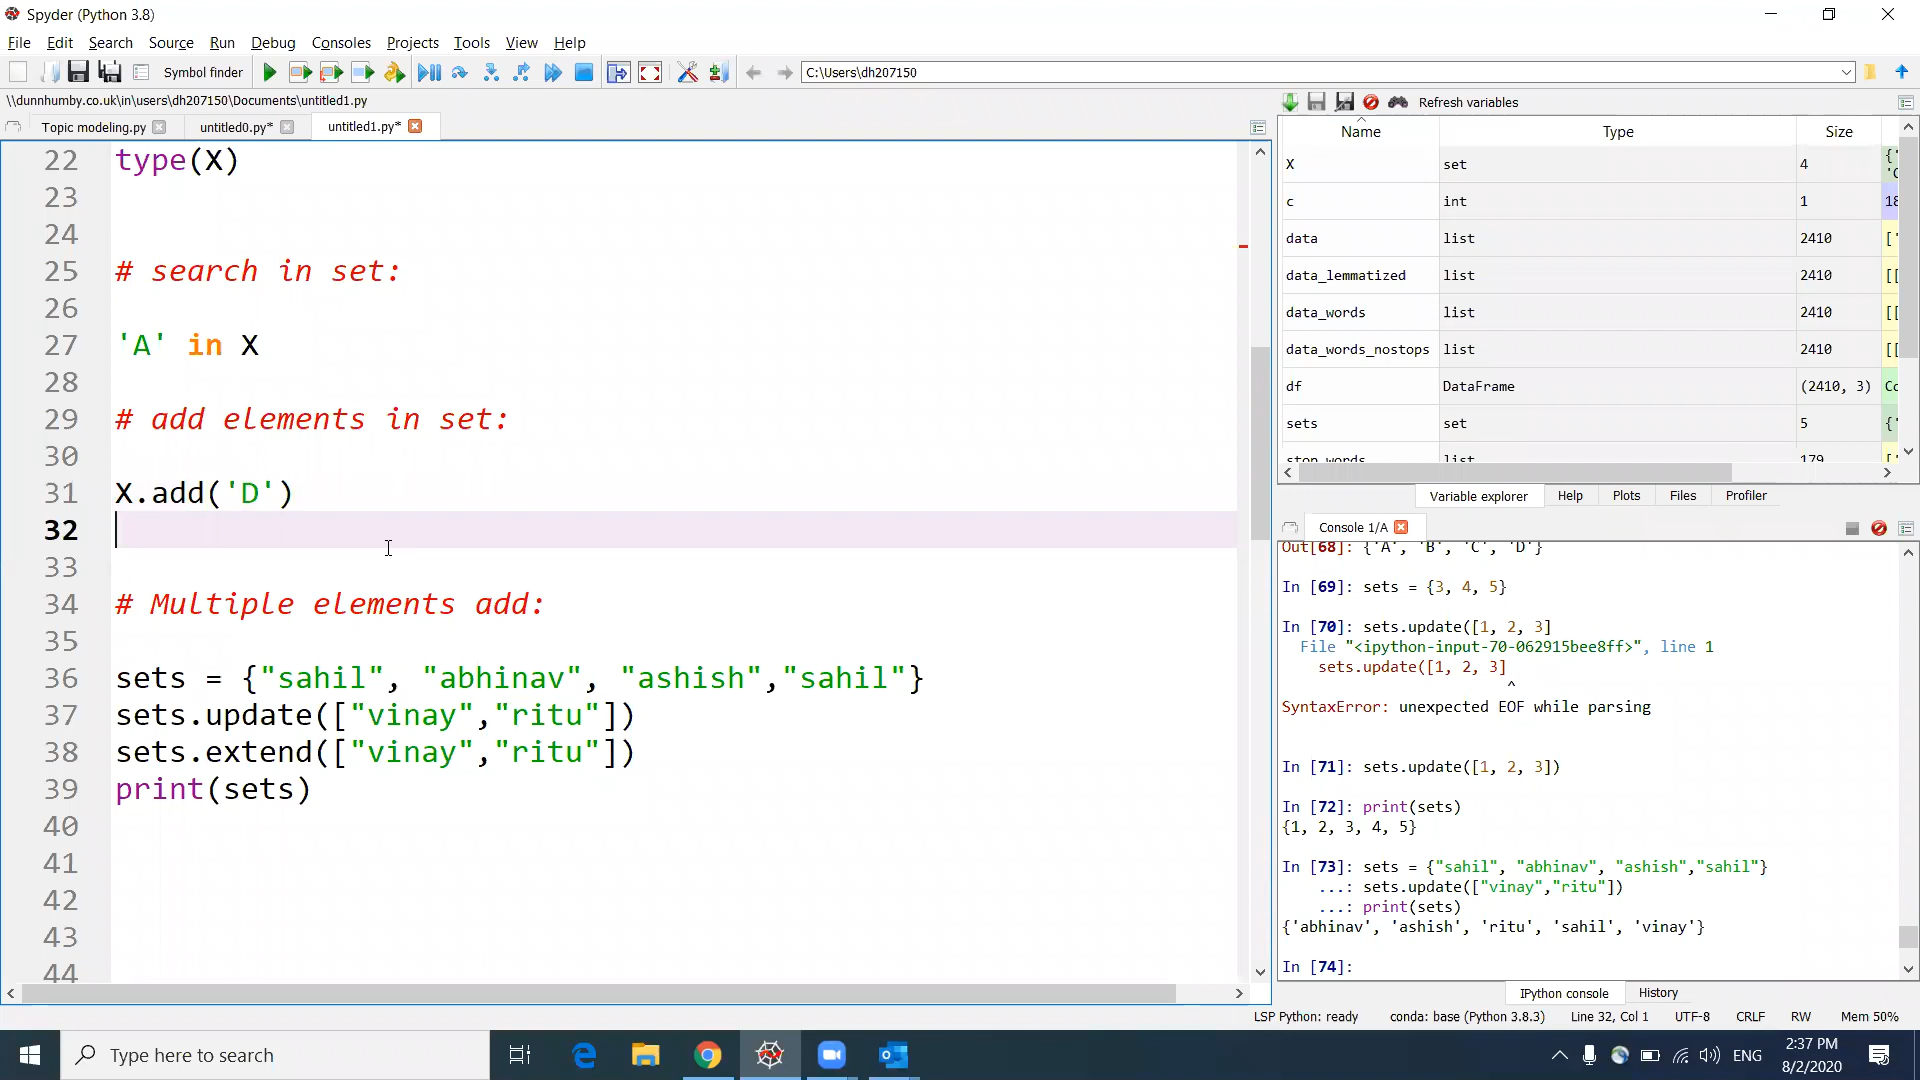 Spyder (Python 3.8)
File Edit Search Source Run Debug Consoles Projects Tools View Help
Symbol finder
C:\Users\dh207150
\\dunnhumby.co.uk\in\users\dh207150\Documents\untitled1.py
Topic modeling.py untitled0.py* untitled1.py*
22 type(X)
23
24
25 # search in set:
26
27 'A' in X
28
29 # add elements in set:
30
31 X.add('D')
32
33
34 # Multiple elements add:
35
36 sets = {"sahil", "abhinav", "ashish","sahil"}
37 sets.update(["vinay","ritu"])
38 sets.extend(["vinay","ritu"])
39 print(sets)
40
41
42
43
44
Refresh variables
Name Type Size
X set 4 {' 'C
c int 1 18
data list 2410 ['
data_lemmatized list 2410 [[
data_words list 2410 [[
data_words_nostops list 2410 [[
df DataFrame (2410, 3) Co
sets set 5 {'
stop_words list 179 ['
Variable explorer Help Plots Files Profiler
Console 1/A
Out[68]: {'A', 'B', 'C', 'D'}
In [69]: sets = {3, 4, 5}
In [70]: sets.update([1, 2, 3]
File "<ipython-input-70-062915bee8ff>", line 1
sets.update([1, 2, 3]
^
SyntaxError: unexpected EOF while parsing
In [71]: sets.update([1, 2, 3])
In [72]: print(sets)
{1, 2, 3, 4, 5}
In [73]: sets = {"sahil", "abhinav", "ashish","sahil"}
...: sets.update(["vinay","ritu"])
...: print(sets)
{'abhinav', 'ashish', 'ritu', 'sahil', 'vinay'}
In [74]:
IPython console History
LSP Python: ready conda: base (Python 3.8.3) Line 32, Col 1 UTF-8 CRLF RW Mem 50%
Type here to search
ENG
2:37 PM
8/2/2020